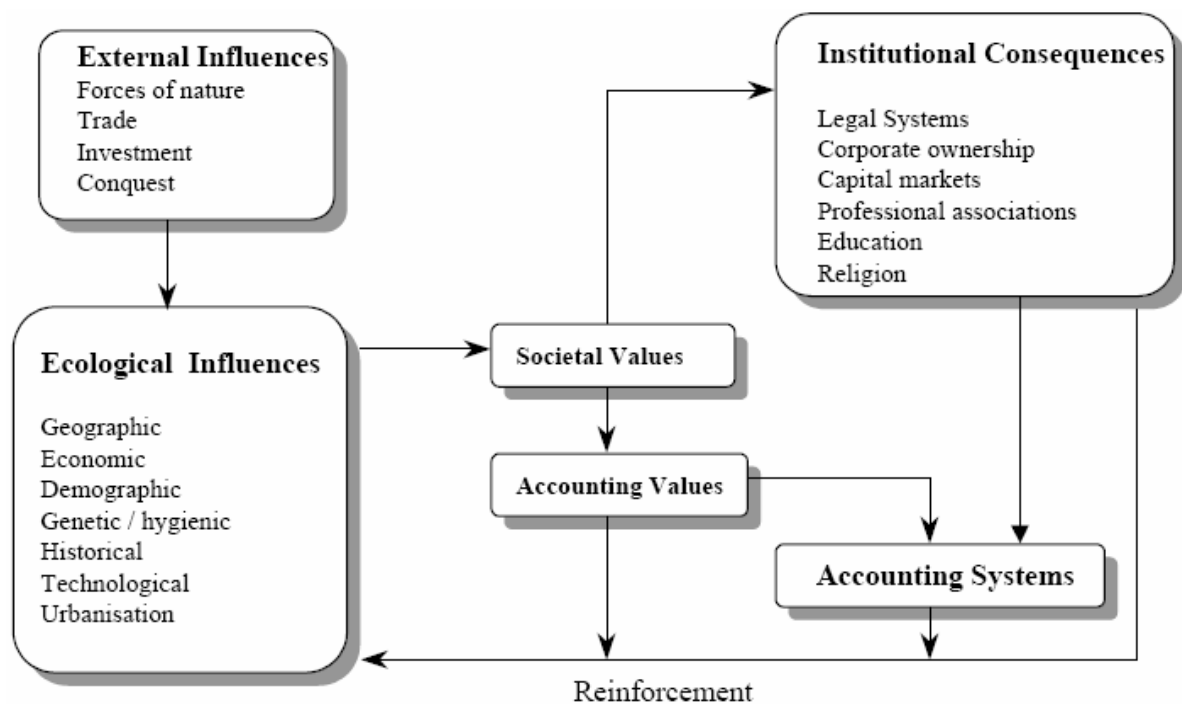 External Influences
Forces of nature
Trade
Investment
Conquest
Institutional Consequences
Legal Systems
Corporate ownership
Capital markets
Professional associations
Education
Religion
Ecological Influences
Geographic
Economic
Demographic
Genetic / hygienic
Historical
Technological
Urbanisation
Societal Values
Accounting Values
Accounting Systems
Reinforcement